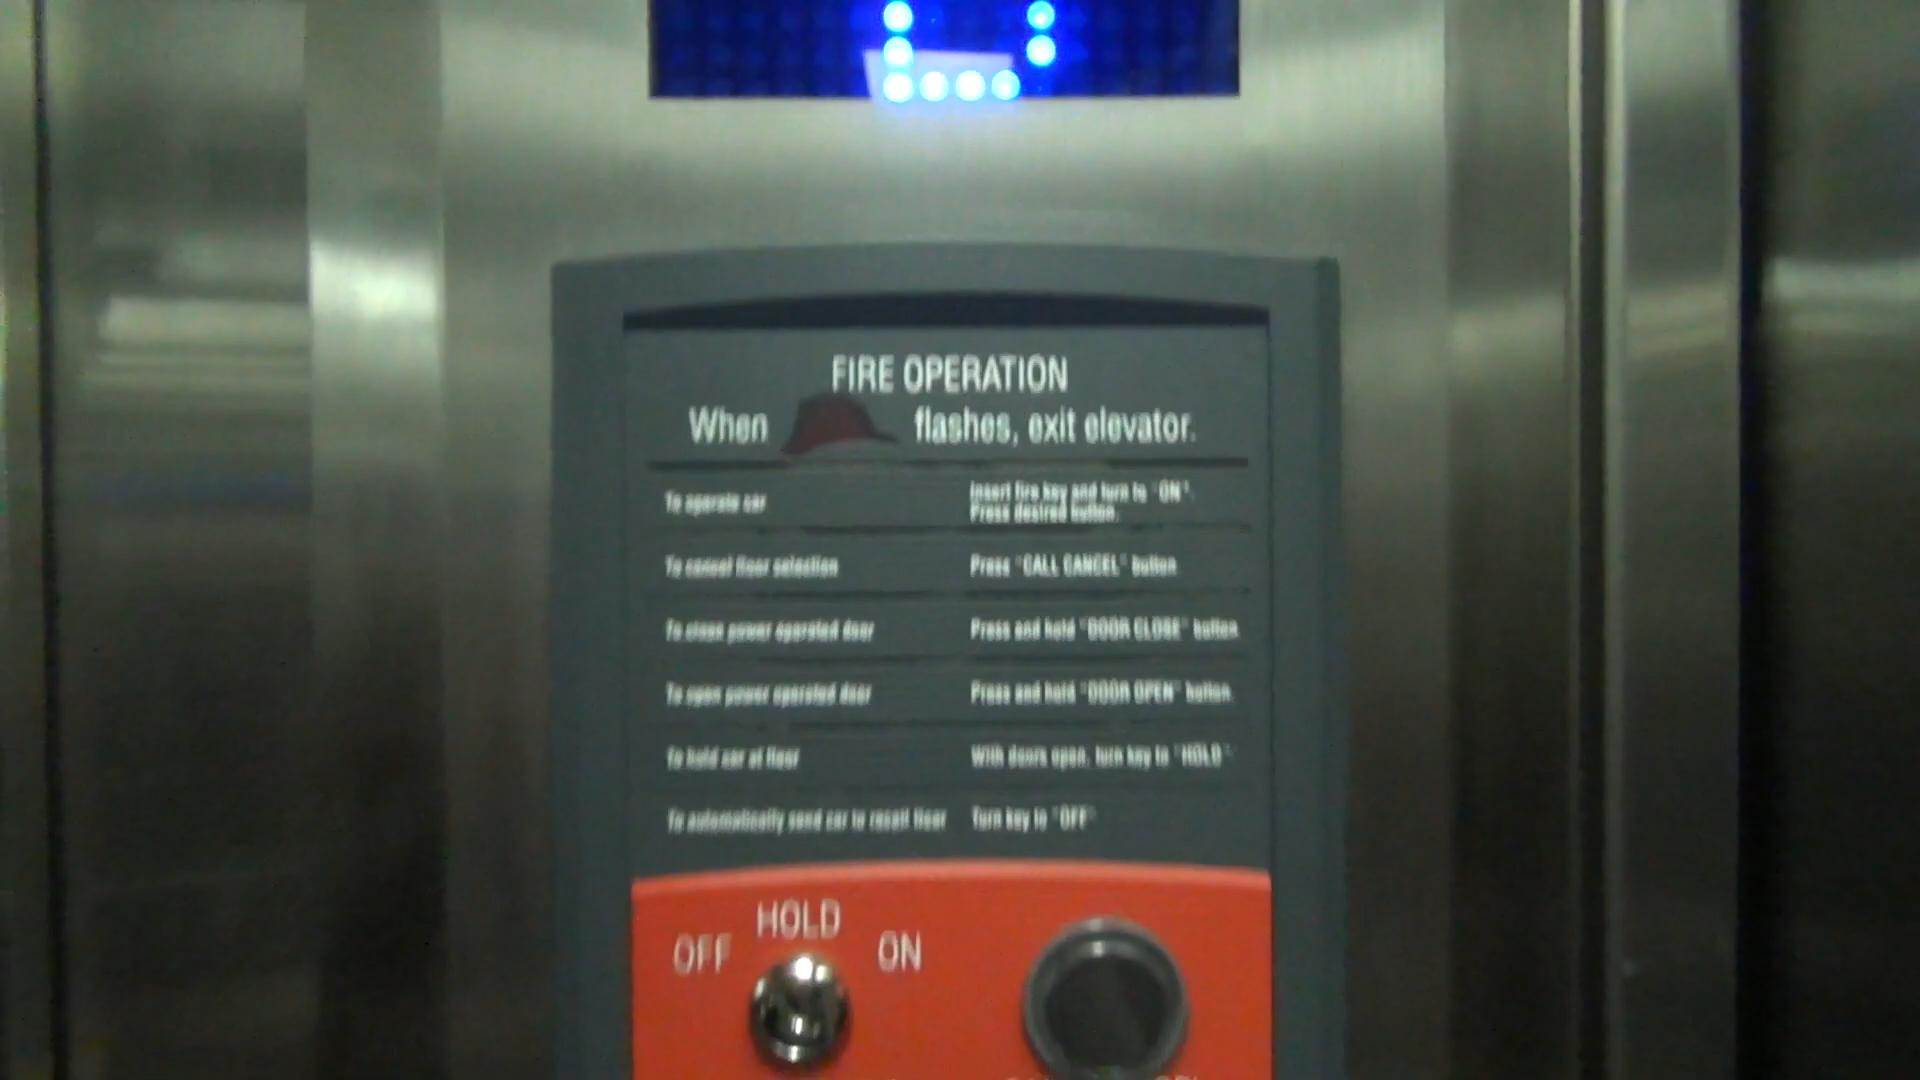 FIRE OPERATION
When flashes, exit elevator.
To operate car
Insert fire key and turn to "ON".
Press desired button.
To cancel floor selection
Press "CALL CANCEL" button
To close power operated door
Press and hold "DOOR CLOSE" button
To open power operated door
Press and hold "DOOR OPEN" button.
To hold car at floor
With doors open, turn key to "HOLD".
To automatically send car to recall floor
Turn key to "OFF"
HOLD
OFF ON